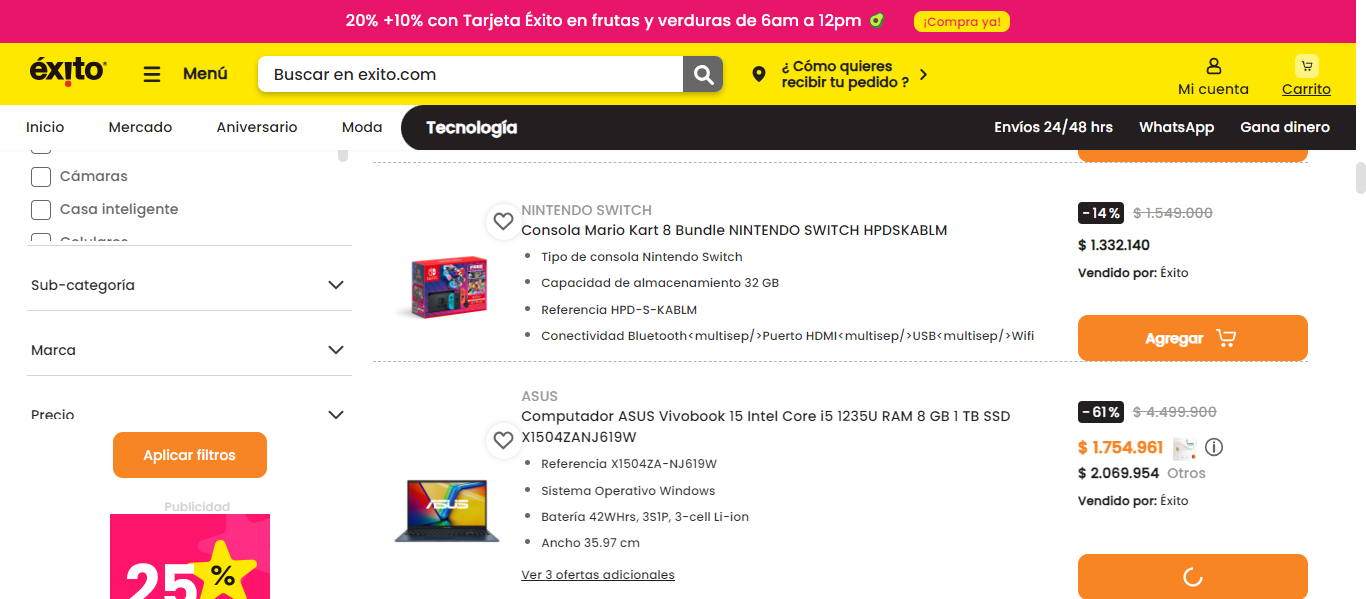 20% +10% con Tarjeta Éxito en frutas y verduras de 6am a 12pm
¡Compra ya!
éxito
Menú
Buscar en exito.com
¿ Cómo quieres
recibir tu pedido ?
Mi cuenta
Carrito
Inicio
Mercado
Aniversario
Moda
Tecnología
Envíos 24/48 hrs
WhatsApp
Gana dinero
Cámaras
Casa inteligente
Celulares
Sub-categoría
Marca
Precio
Aplicar filtros
Publicidad
25%
NINTENDO SWITCH
Consola Mario Kart 8 Bundle NINTENDO SWITCH HPDSKABLM
Tipo de consola Nintendo Switch
Capacidad de almacenamiento 32 GB
Referencia HPD-S-KABLM
Conectividad Bluetooth<multisep/>Puerto HDMI<multisep/>USB<multisep/>Wifi
-14%
$ 1.549.000
$ 1.332.140
Vendido por: Éxito
Agregar
ASUS
Computador ASUS Vivobook 15 Intel Core i5 1235U RAM 8 GB 1 TB SSD
X1504ZANJ619W
Referencia X1504ZA-NJ619W
Sistema Operativo Windows
Batería 42WHrs, 3S1P, 3-cell Li-ion
Ancho 35.97 cm
Ver 3 ofertas adicionales
ASUS
-61%
$ 4.499.900
$ 1.754.961
$ 2.069.954 Otros
Vendido por: Éxito